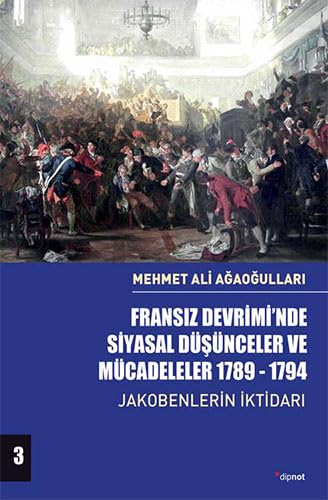 MEHMET ALİ AĞAOĞULLARI
FRANSIZ DEVRİMİ'NDE
SİYASAL DÜŞÜNCELER VE
MÜCADELELER 1789 - 1794
JAKOBENLERİN İKTİDARI
3
dipnot